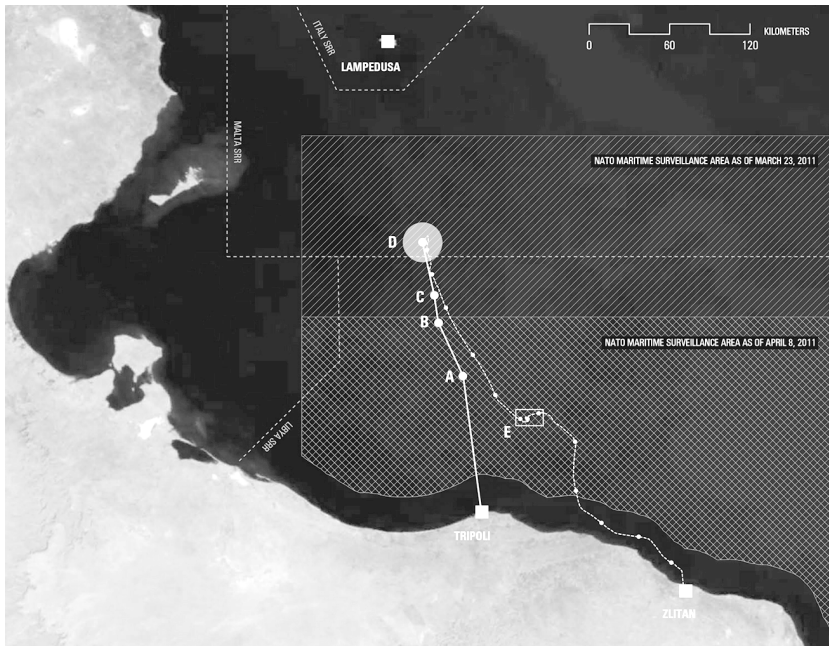 ITALY SRR
LAMPEDUSA
KILOMETERS
0 60 120
MALTA SRR
NATO MARITIME SURVEILLANCE AREA AS OF MARCH 23, 2011
D
C
B
NATO MARITIME SURVEILLANCE AREA AS OF APRIL 8, 2011
A
E
LIBYA SRR
TRIPOLI
ZLITAN